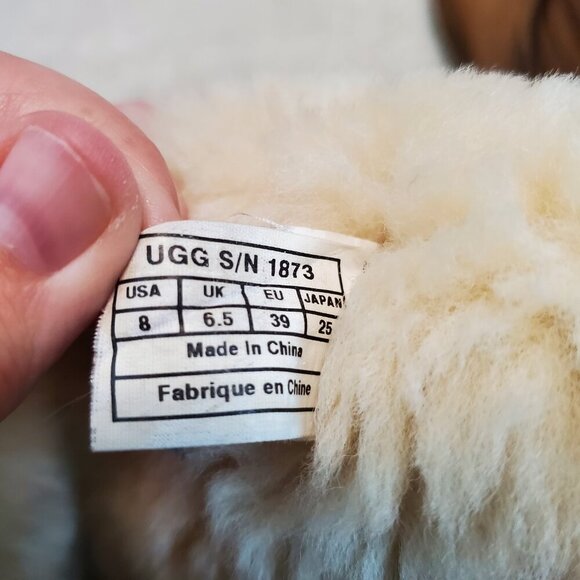 UGG S/N 1873
USA UK EU JAPAN
8 6.5 39 25
Made In China
Fabrique en Chine